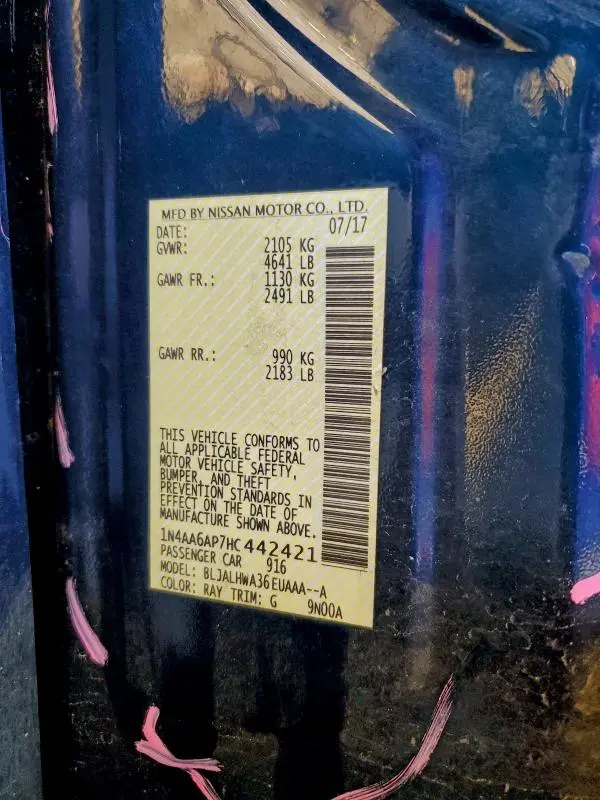 MFD BY NISSAN MOTOR CO., LTD.
DATE: 07/17
GVWR: 2105 KG
4641 LB
GAWR FR.: 1130 KG
2491 LB
GAWR RR.: 990 KG
2183 LB
THIS VEHICLE CONFORMS TO
ALL APPLICABLE FEDERAL
MOTOR VEHICLE SAFETY,
BUMPER, AND THEFT
PREVENTION STANDARDS IN
EFFECT ON THE DATE OF
MANUFACTURE SHOWN ABOVE.
1N4AA6AP7HC442421
PASSENGER CAR 916
MODEL: BLJALHWA36EUAAA--A
COLOR: RAY TRIM: G 9N00A